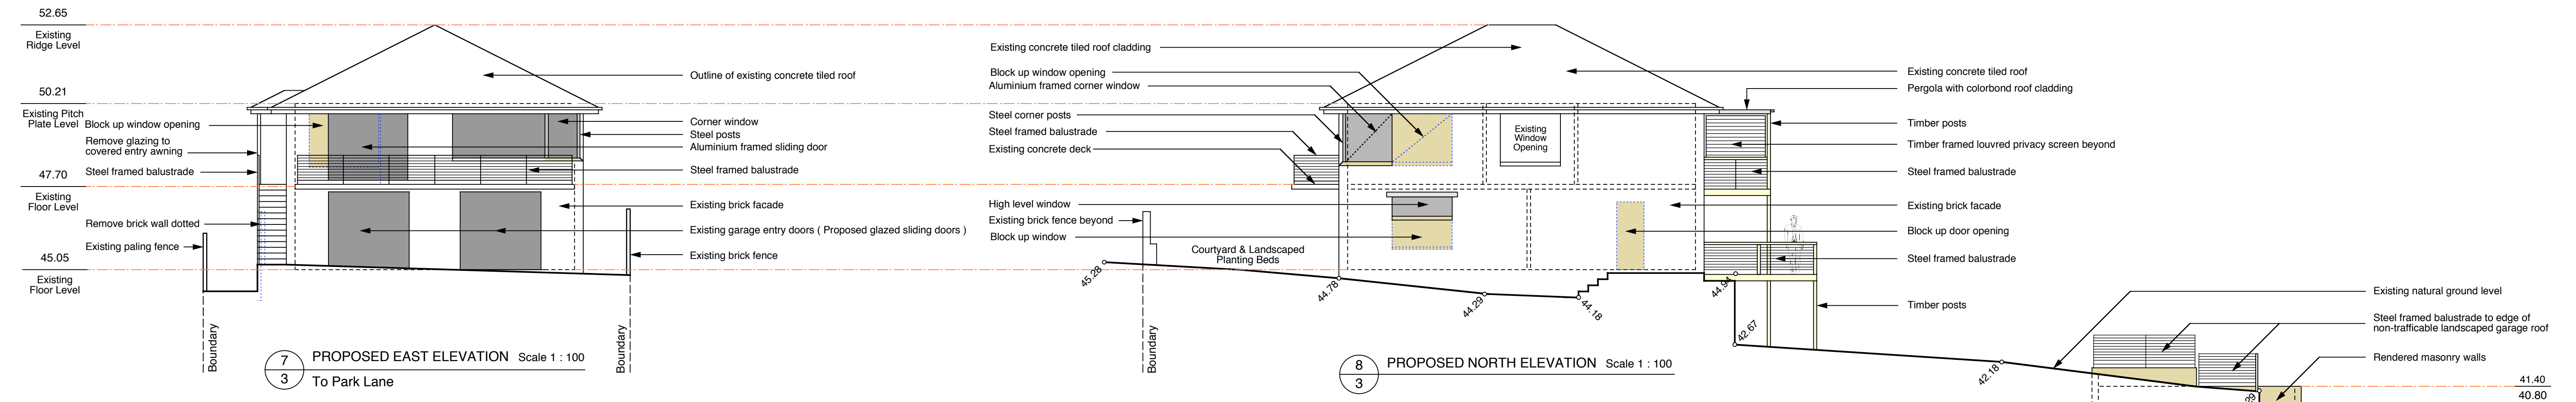 52.65
Existing
Ridge Level
50.21
Existing Pitch
Plate Level
Block up window opening
Remove glazing to
covered entry awning
Steel framed balustrade
47.70
Existing
Floor Level
Remove brick wall dotted
Existing paling fence
45.05
Existing
Floor Level
Outline of existing concrete tiled roof
Corner window
Steel posts
Aluminium framed sliding door
Steel framed balustrade
Existing brick facade
Existing garage entry doors ( Proposed glazed sliding doors )
Existing brick fence
Boundary
Boundary
7
3
PROPOSED EAST ELEVATION Scale 1 : 100
To Park Lane
Existing concrete tiled roof cladding
Block up window opening
Aluminium framed corner window
Steel corner posts
Steel framed balustrade
Existing concrete deck
High level window
Existing brick fence beyond
Block up window
Courtyard & Landscaped
Planting Beds
Existing
Window
Opening
45.28
44.78
44.29
44.18
44.94
42.67
42.18
Boundary
8
3
PROPOSED NORTH ELEVATION Scale 1 : 100
Existing concrete tiled roof
Pergola with colorbond roof cladding
Timber posts
Timber framed louvred privacy screen beyond
Steel framed balustrade
Existing brick facade
Block up door opening
Steel framed balustrade
Timber posts
Existing natural ground level
Steel framed balustrade to edge of
non-trafficable landscaped garage roof
Rendered masonry walls
41.40
40.80